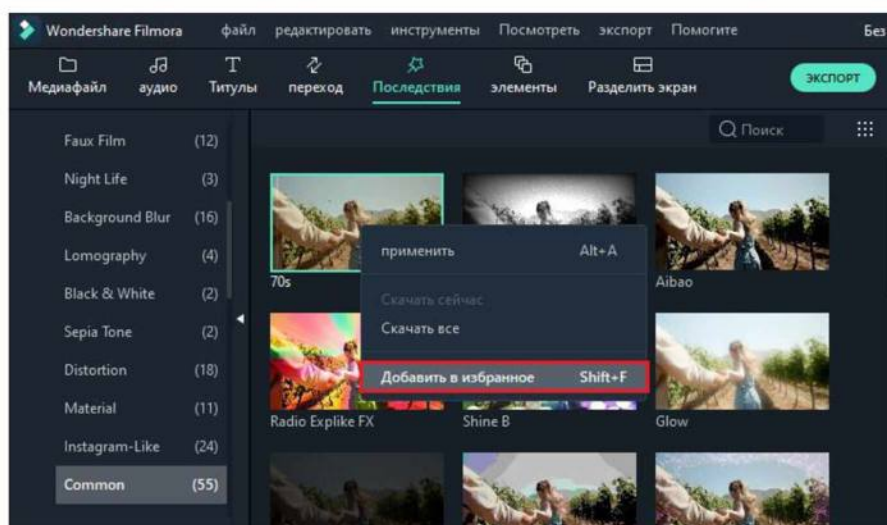 Wondershare Filmora файл редактировать инструменты Посмотреть экспорт Помогите Без
Медиафайл аудио Титулы переход Последствия элементы Разделить экран экспорт
Поиск
Faux Film (12)
Night Life (3)
Background Blur (16)
Lomography (4)
Black & White (2)
Sepia Tone (2)
Distortion (18)
Material (11)
Instagram-Like (24)
Common (55)
применить Alt+A
Скачать сейчас
Скачать все
Добавить в избранное Shift+F
70s Aibao
Radio Explike FX Shine B Glow